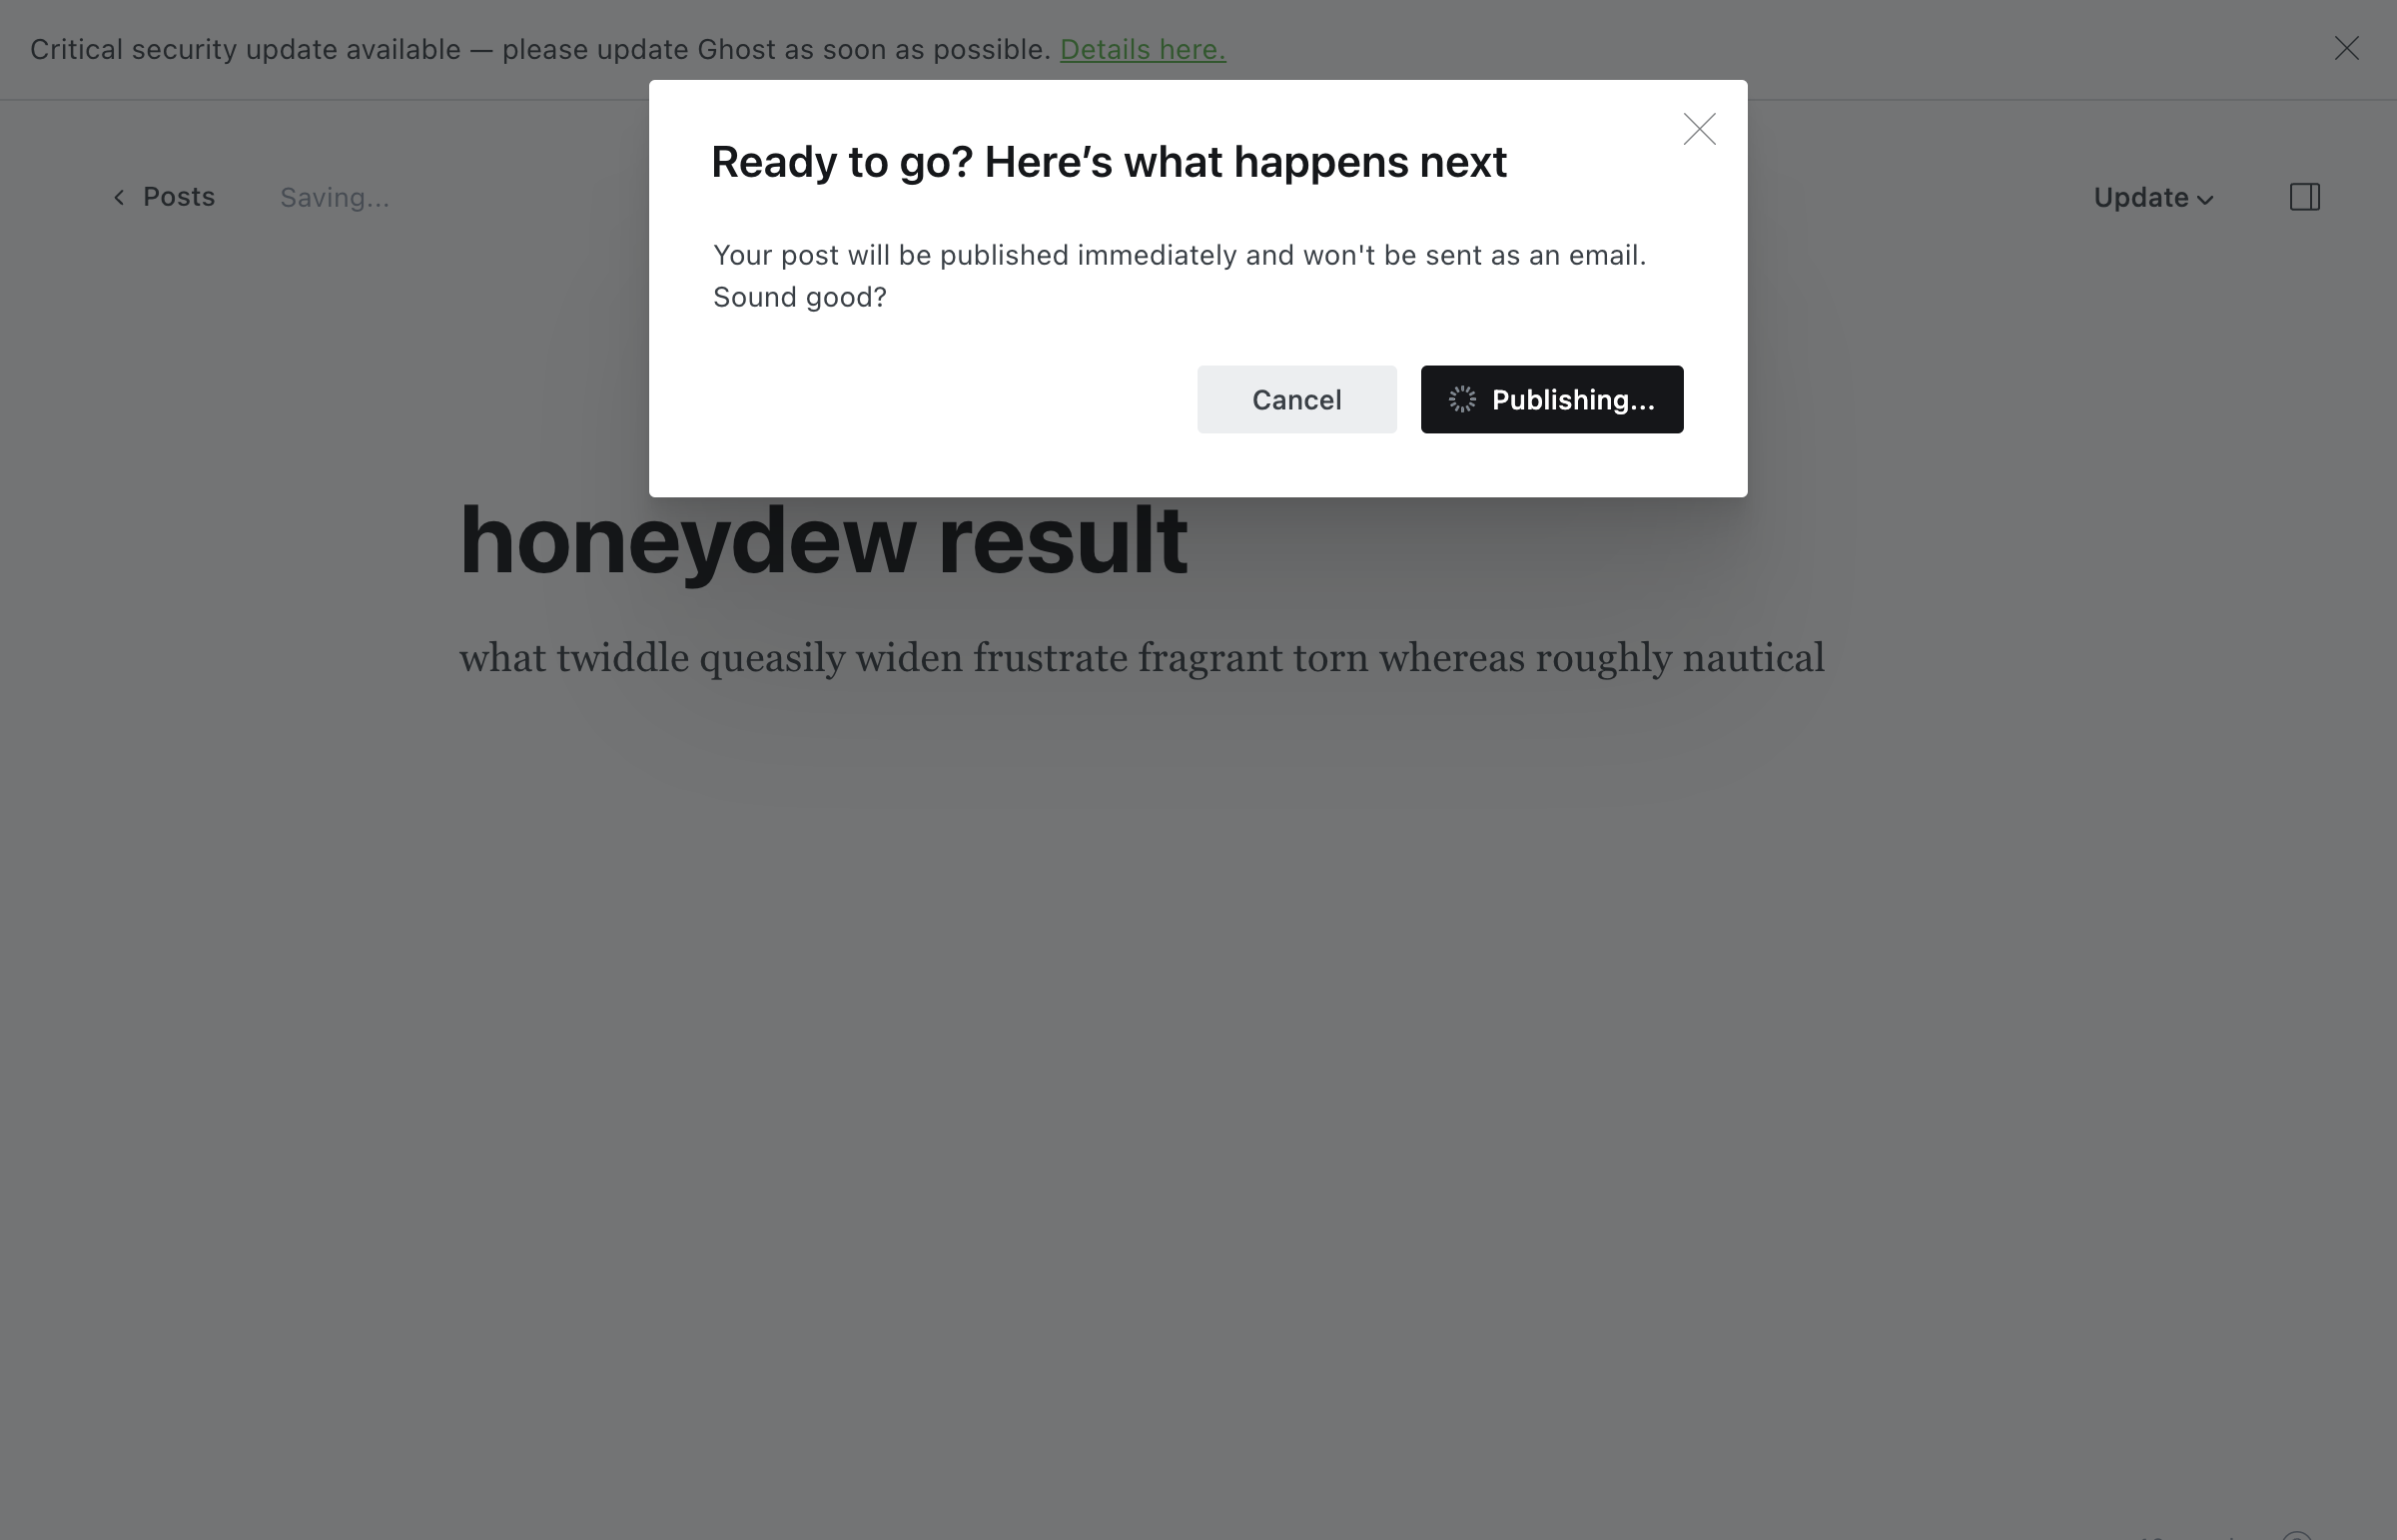 Critical security update available — please update Ghost as soon as possible. Details here.
Ready to go? Here’s what happens next
Posts
Saving...
Update
Your post will be published immediately and won't be sent as an email.
Sound good?
Cancel
Publishing...
honeydew result
what twiddle queasily widen frustrate fragrant torn whereas roughly nautical